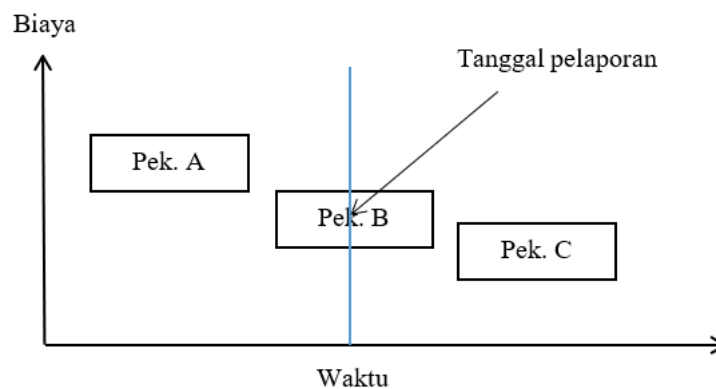 Biaya
Tanggal pelaporan
Pek. A
Pek. B
Pek. C
Waktu